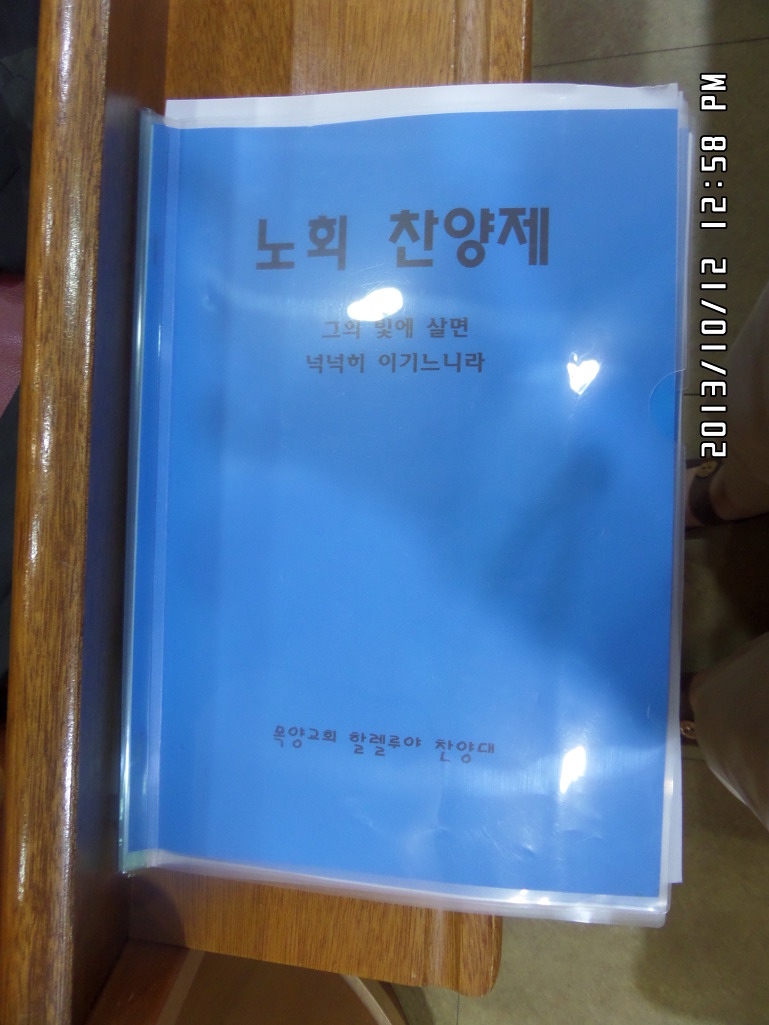 노회 찬양제
그의 빛에 살면
넉넉히 이기느니라
목양교회 할렐루야 찬양대
2013/10/12 12:58 PM